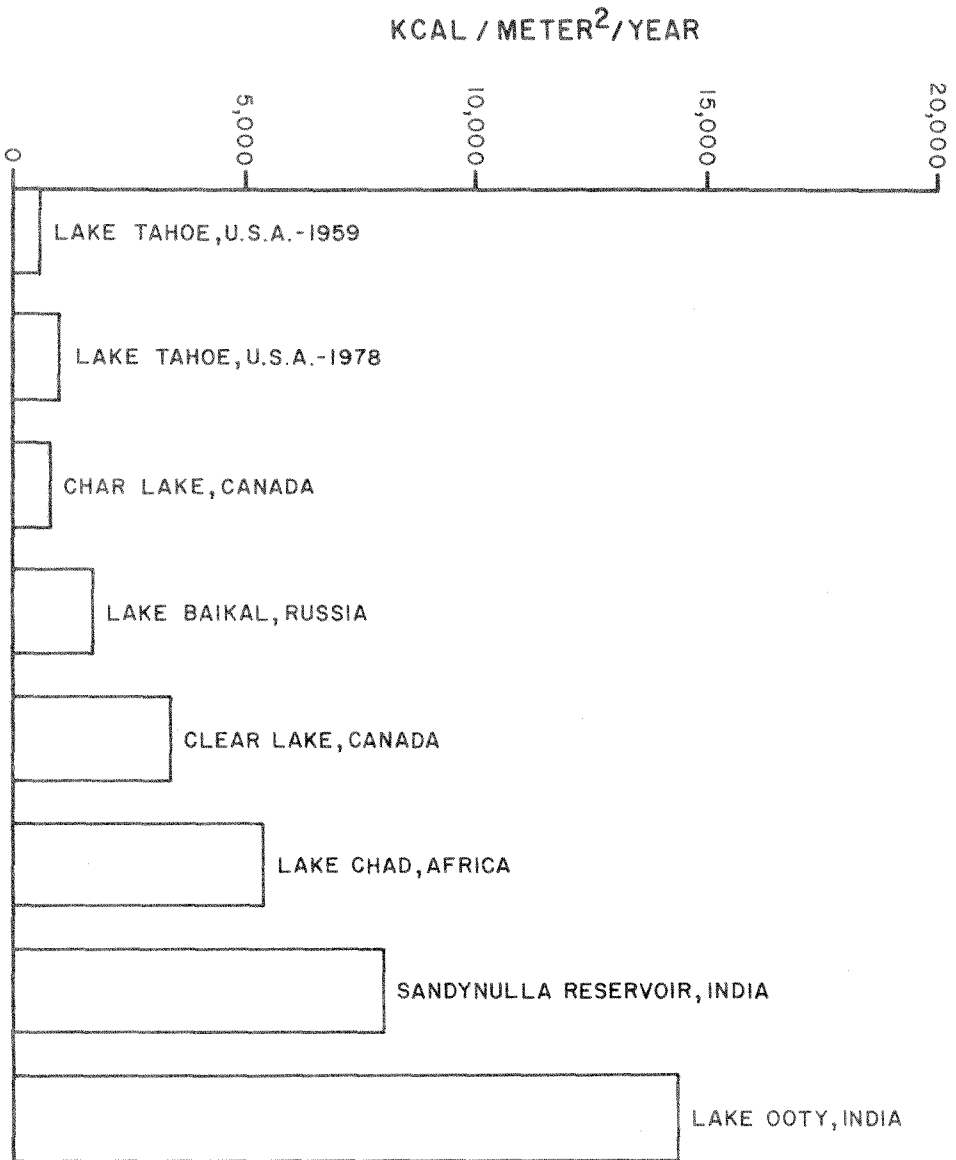 KCAL / METER²/YEAR
0
5,000
10,000
15,000
20,000
LAKE TAHOE, U.S.A.-1959
LAKE TAHOE, U.S.A.-1978
CHAR LAKE, CANADA
LAKE BAIKAL, RUSSIA
CLEAR LAKE, CANADA
LAKE CHAD, AFRICA
SANDYNULLA RESERVOIR, INDIA
LAKE OOTY, INDIA